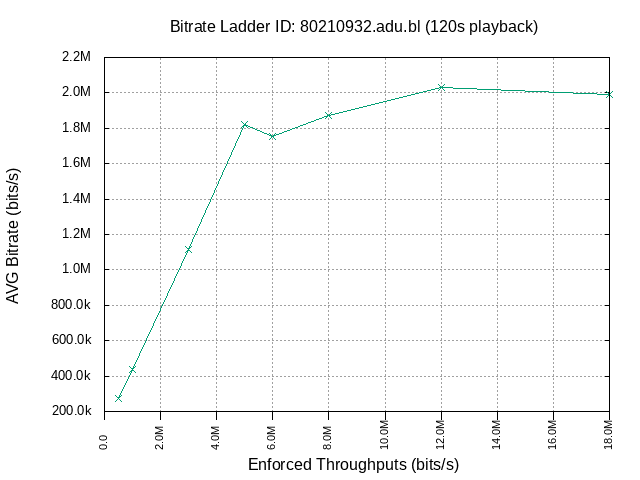 Bitrate Ladder ID: 80210932.adu.bl (120s playback)
2.2M
2.0M
1.8M
1.6M
1.4M
1.2M
1.0M
800.0k
600.0k
400.0k
200.0k
AVG Bitrate (bits/s)
0.0
2.0M
4.0M
6.0M
8.0M
10.0M
12.0M
14.0M
16.0M
18.0M
Enforced Throughputs (bits/s)